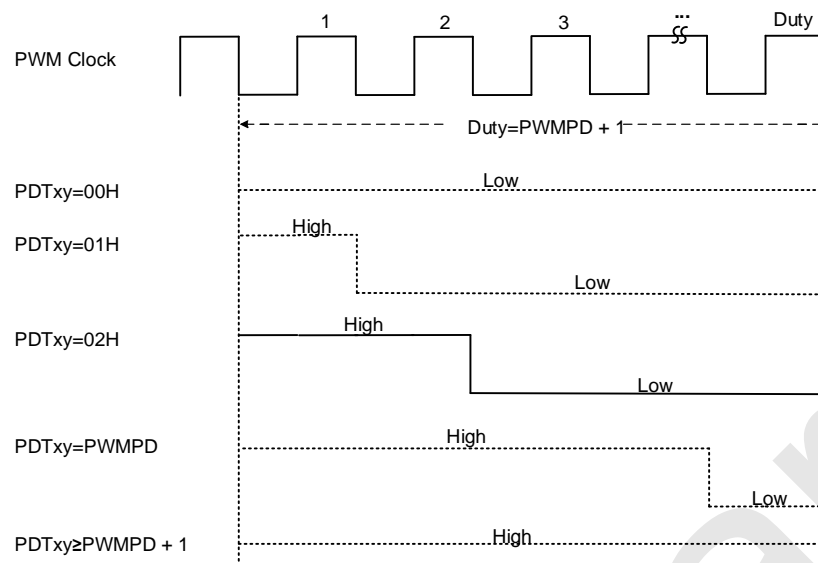 1 2 3 ... Duty
PWM Clock
Duty=PWMPD + 1
PDTxy=00H Low
PDTxy=01H High
Low
PDTxy=02H High
Low
PDTxy=PWMPD High
Low
PDTxy≥PWMPD + 1 High